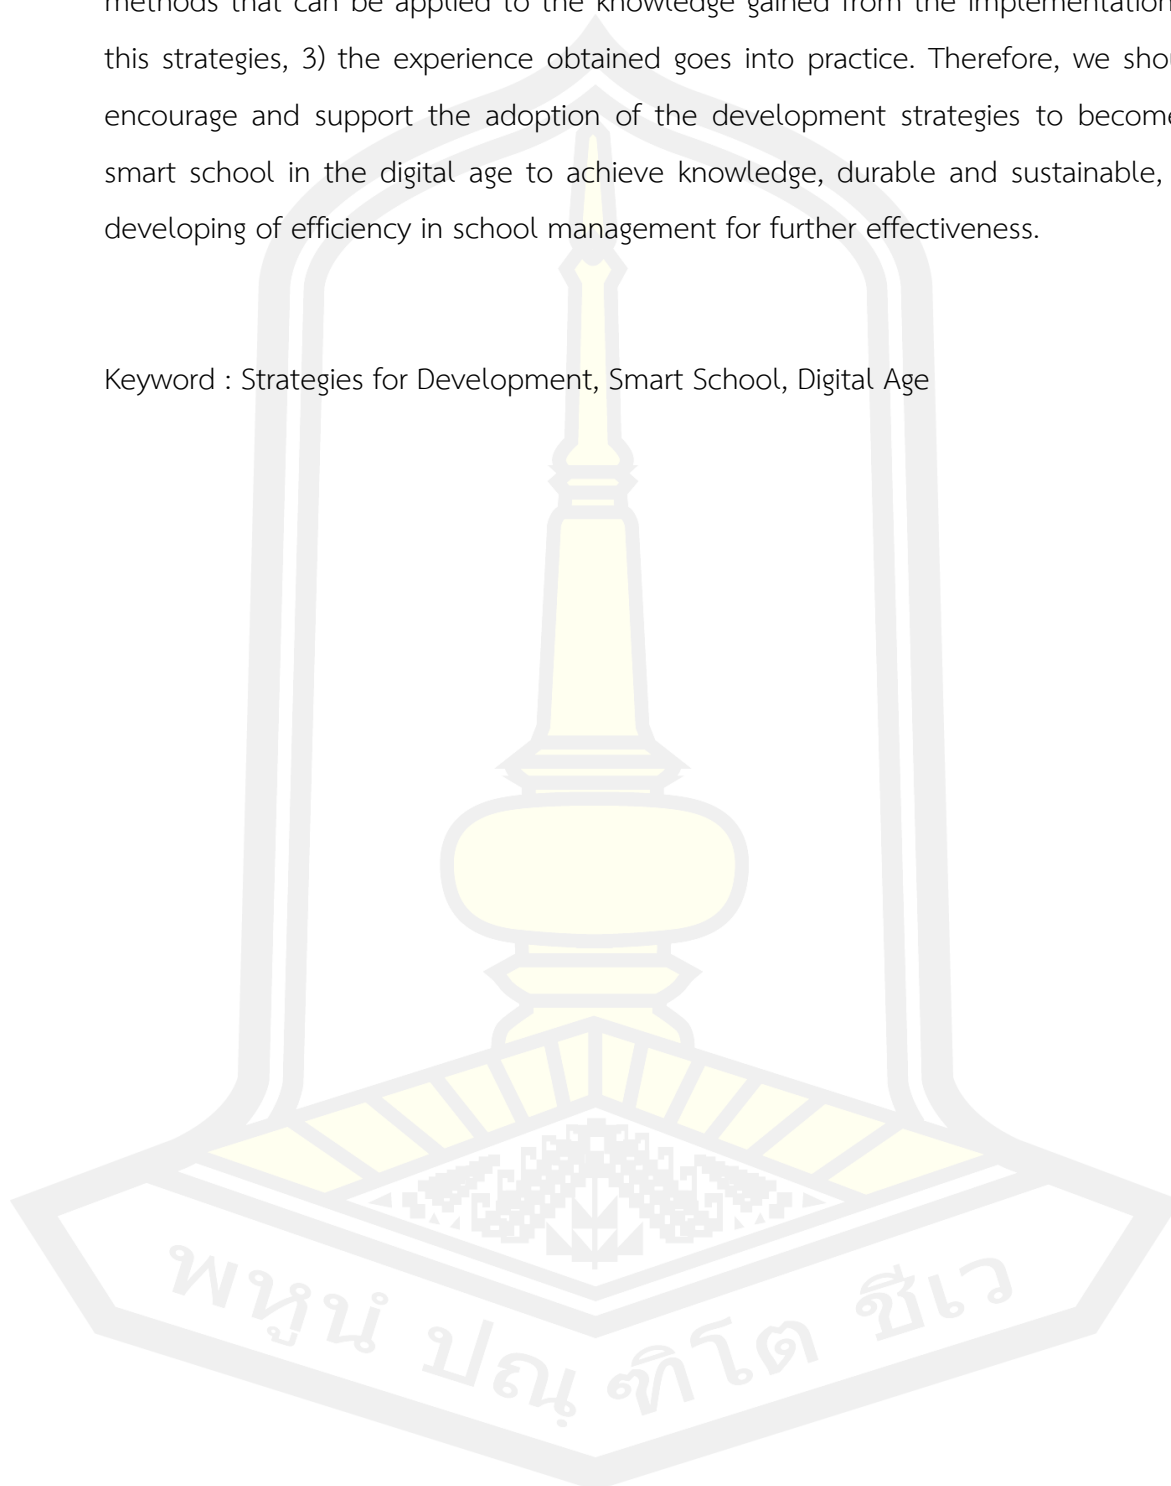 methods that can be applied to the knowledge gained from the implementation
this strategies, 3) the experience obtained goes into practice. Therefore, we
encourage and support the adoption of the development strategies to become
smart school in the digital age to achieve knowledge, durable and sustainable,
developing of efficiency in school management for further effectiveness.
Keyword : Strategies for Development, Smart School, Digital Age
พหูนํ ปณฺฑิโต ชีเว